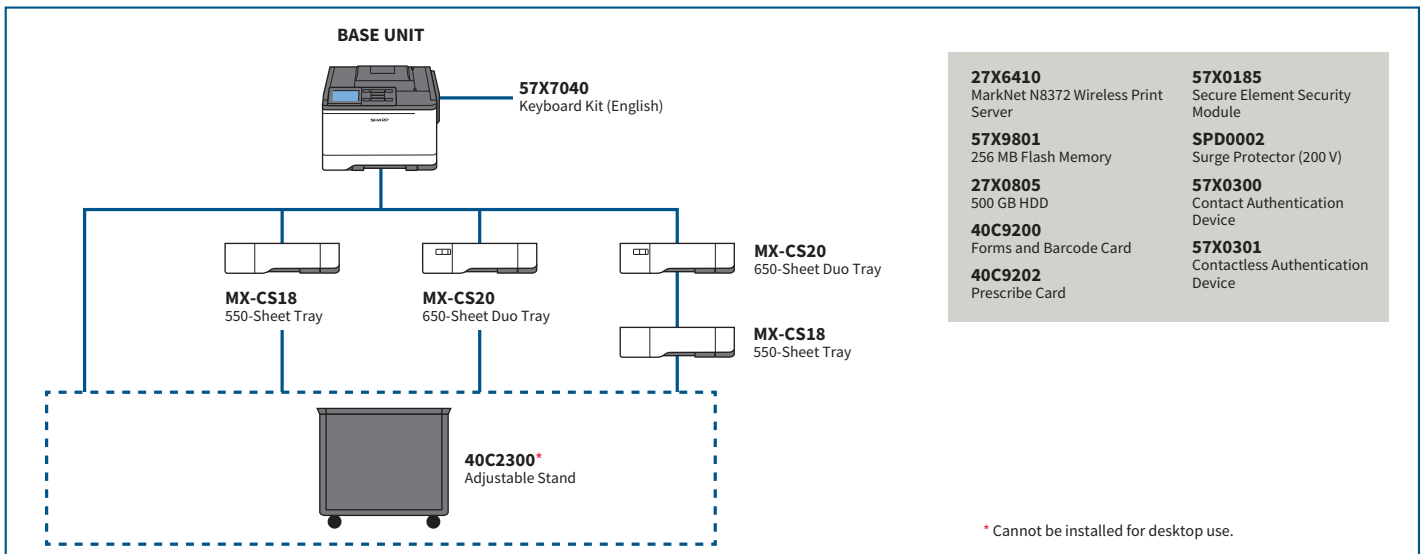 BASE UNIT
57X7040
Keyboard Kit (English)
SHARP
MX-CS18
550-Sheet Tray
MX-CS20
650-Sheet Duo Tray
MX-CS20
650-Sheet Duo Tray
MX-CS18
550-Sheet Tray
40C2300*
Adjustable Stand
27X6410
MarkNet N8372 Wireless Print
Server
57X9801
256 MB Flash Memory
27X0805
500 GB HDD
40C9200
Forms and Barcode Card
40C9202
Prescribe Card
57X0185
Secure Element Security
Module
SPD0002
Surge Protector (200 V)
57X0300
Contact Authentication
Device
57X0301
Contactless Authentication
Device
* Cannot be installed for desktop use.